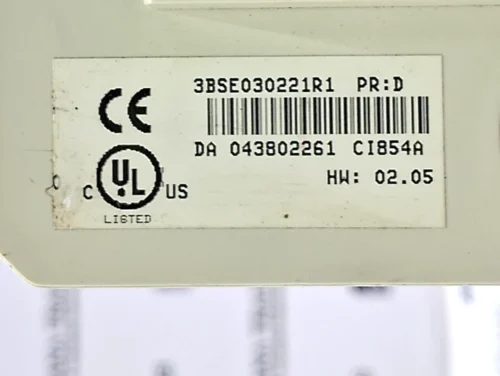 3BSE030221R1 PR:D
CE
DA 043802261 CI854A
C UL US
LISTED
HW: 02.05